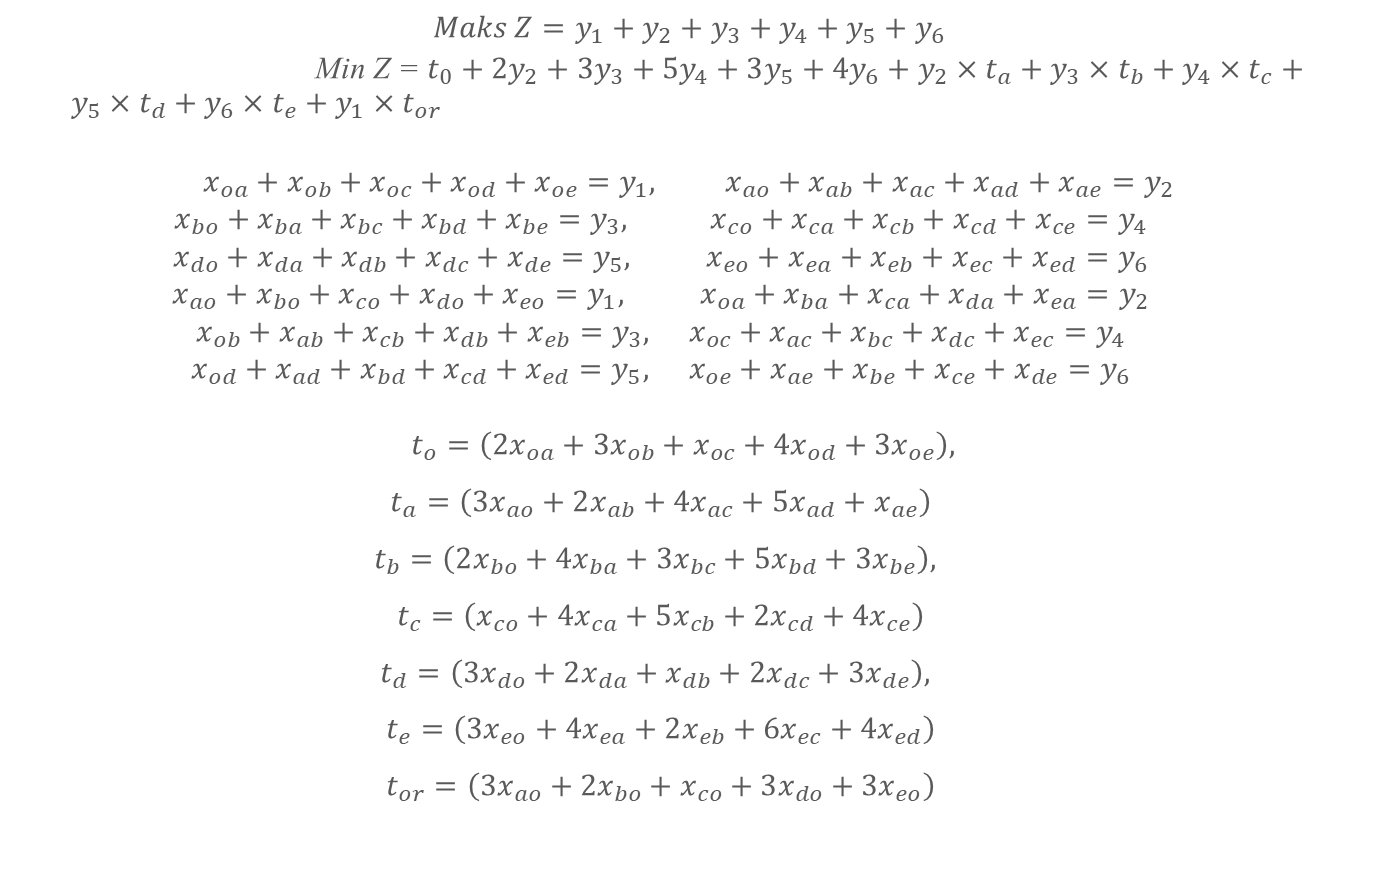 Maks Z = y₁ + y₂ + y₃ + y₄ + y₅ + y₆
Min Z = t₀ + 2y₂ + 3y₃ + 5y₄ + 3y₅ + 4y₆ + y₂ × tₐ + y₃ × t_b + y₄ × t_c +
y₅ × t_d + y₆ × t_e + y₁ × t_or
x_oa + x_ob + x_oc + x_od + x_oe = y₁, x_ao + x_ab + x_ac + x_ad + x_ae = y₂
x_bo + x_ba + x_bc + x_bd + x_be = y₃, x_co + x_ca + x_cb + x_cd + x_ce = y₄
x_do + x_da + x_db + x_dc + x_de = y₅, x_eo + x_ea + x_eb + x_ec + x_ed = y₆
x_ao + x_bo + x_co + x_do + x_eo = y₁, x_oa + x_ba + x_ca + x_da + x_ea = y₂
x_ob + x_ab + x_cb + x_db + x_eb = y₃, x_oc + x_ac + x_bc + x_dc + x_ec = y₄
x_od + x_ad + x_bd + x_cd + x_ed = y₅, x_oe + x_ae + x_be + x_ce + x_de = y₆
t_o = (2x_oa + 3x_ob + x_oc + 4x_od + 3x_oe),
t_a = (3x_ao + 2x_ab + 4x_ac + 5x_ad + x_ae)
t_b = (2x_bo + 4x_ba + 3x_bc + 5x_bd + 3x_be),
t_c = (x_co + 4x_ca + 5x_cb + 2x_cd + 4x_ce)
t_d = (3x_do + 2x_da + x_db + 2x_dc + 3x_de),
t_e = (3x_eo + 4x_ea + 2x_eb + 6x_ec + 4x_ed)
t_or = (3x_ao + 2x_bo + x_co + 3x_do + 3x_eo)